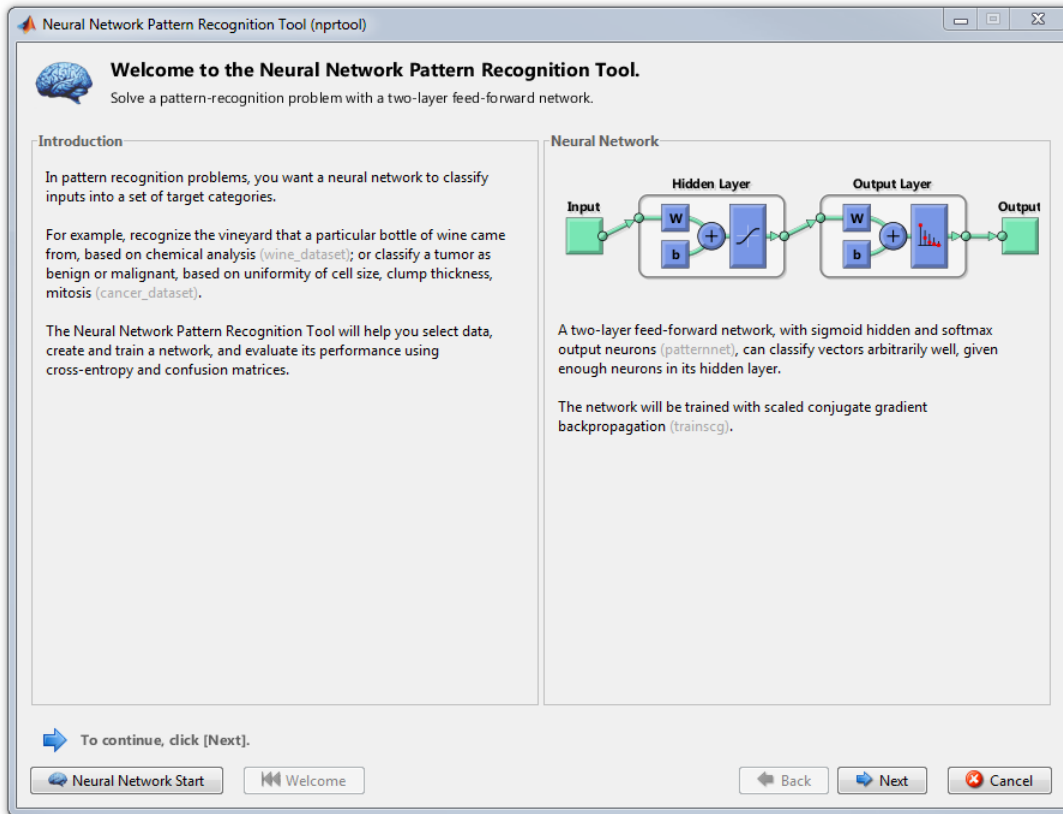 Neural Network Pattern Recognition Tool (nprtool)
Welcome to the Neural Network Pattern Recognition Tool.
Solve a pattern-recognition problem with a two-layer feed-forward network.
Introduction
In pattern recognition problems, you want a neural network to classify
inputs into a set of target categories.
For example, recognize the vineyard that a particular bottle of wine came
from, based on chemical analysis (wine_dataset); or classify a tumor as
benign or malignant, based on uniformity of cell size, clump thickness,
mitosis (cancer_dataset).
The Neural Network Pattern Recognition Tool will help you select data,
create and train a network, and evaluate its performance using
cross-entropy and confusion matrices.
Neural Network
Hidden Layer Output Layer
Input Output
W W
b b
A two-layer feed-forward network, with sigmoid hidden and softmax
output neurons (patternnet), can classify vectors arbitrarily well, given
enough neurons in its hidden layer.
The network will be trained with scaled conjugate gradient
backpropagation (trainscg).
To continue, click [Next].
Neural Network Start Welcome Back Next Cancel